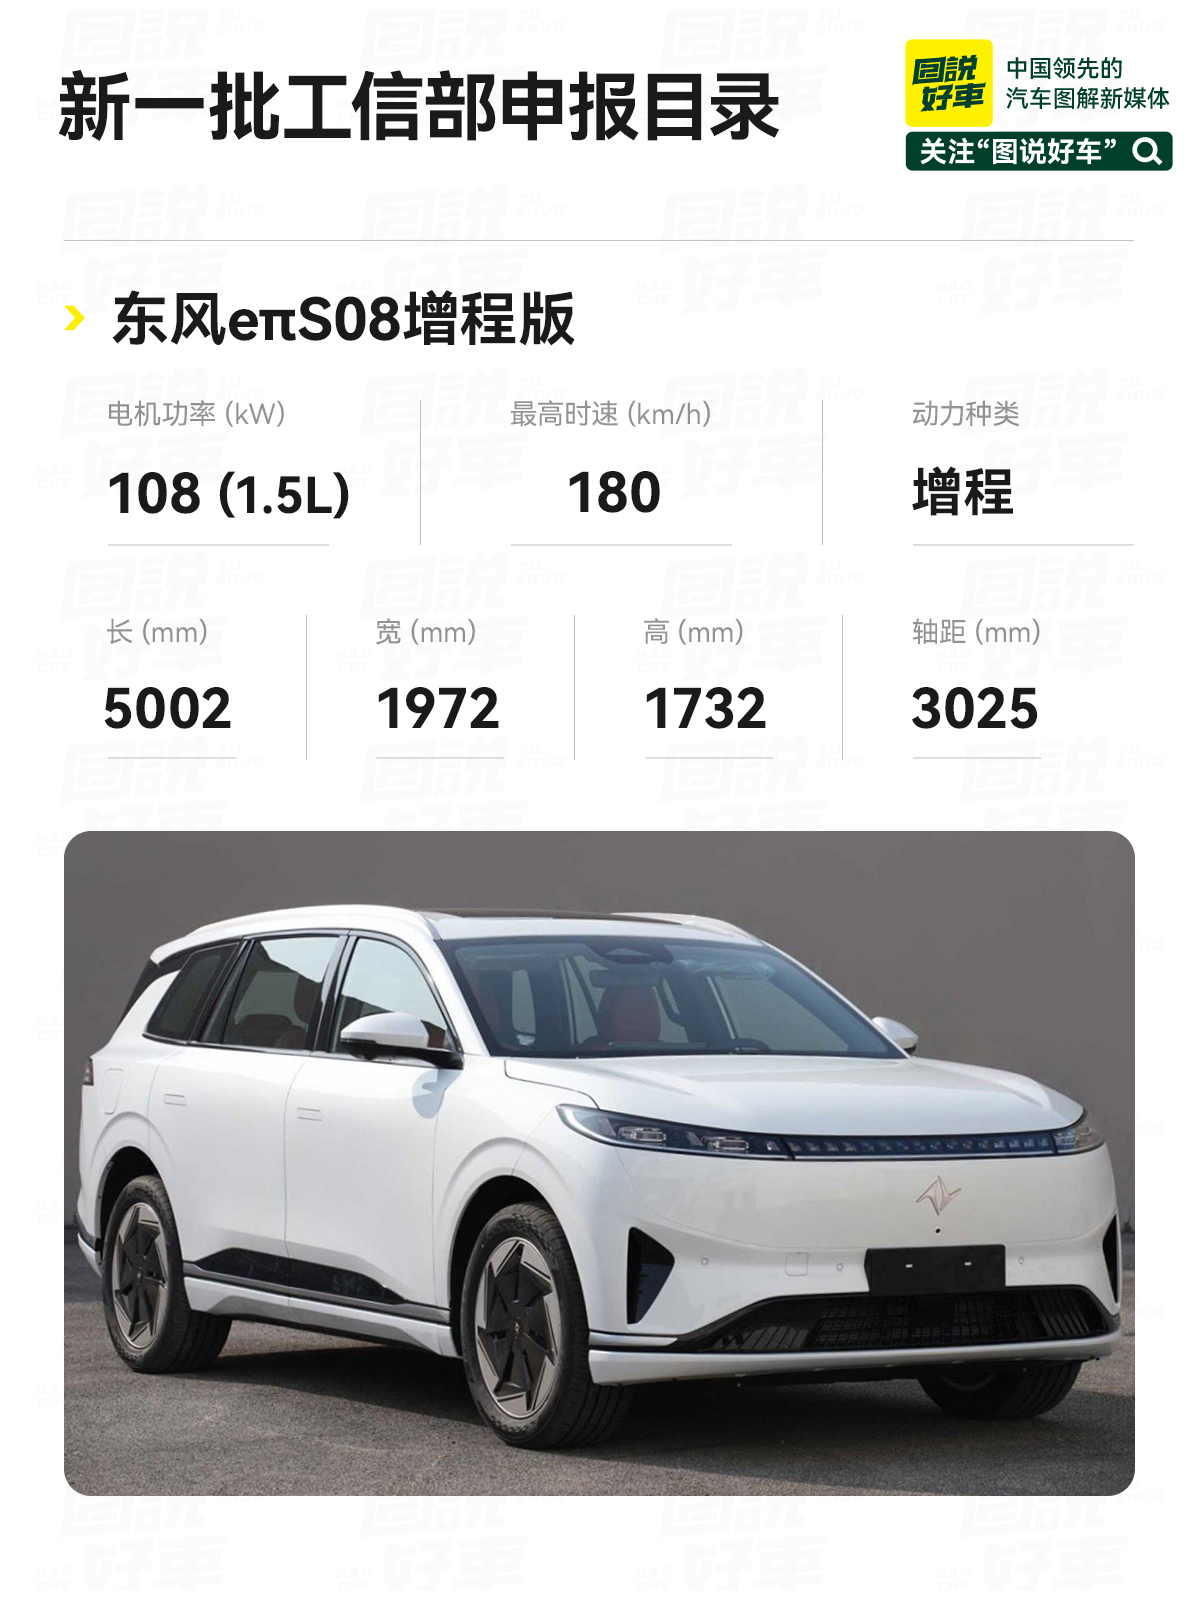 新一批工信部申报目录
图説好車
中国领先的
汽车图解新媒体
关注“图说好车”
东风eπS08增程版
电机功率 (kW)
最高时速 (km/h)
动力种类
108 (1.5L)
180
增程
长 (mm)
宽 (mm)
高 (mm)
轴距 (mm)
5002
1972
1732
3025